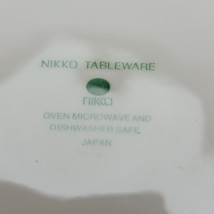 NIKKO TABLEWARE
NIKKO
OVEN MICROWAVE AND
DISHWASHER SAFE
JAPAN